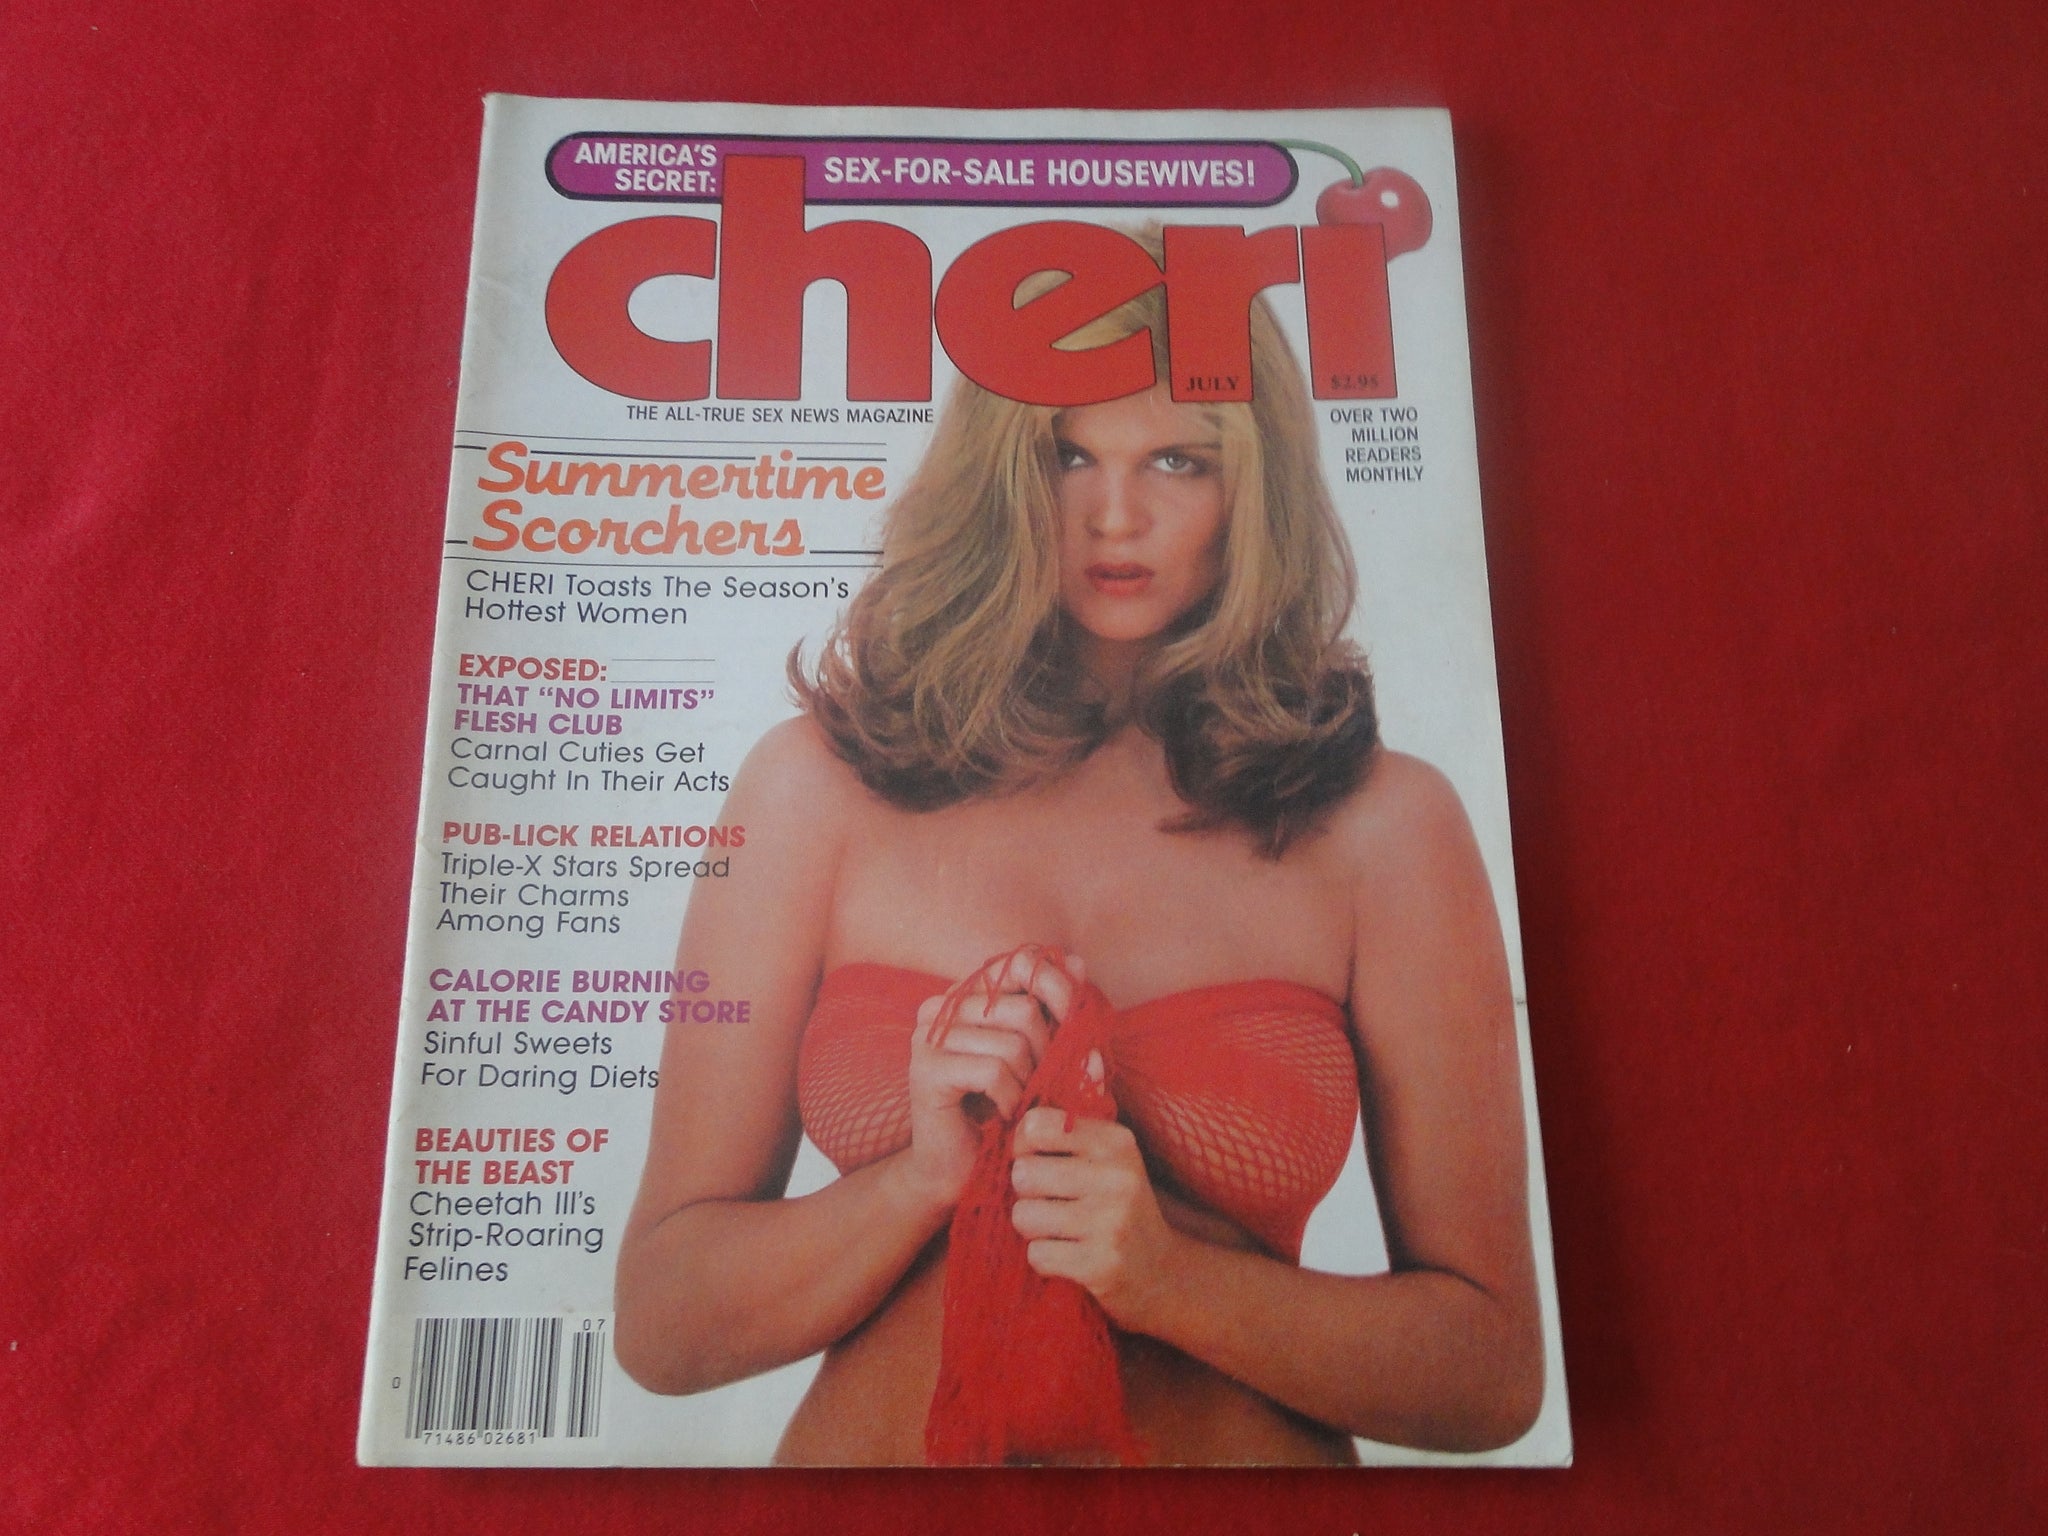 AMERICA'S
SECRET:
SEX-FOR-SALE HOUSEWIVES!
cheri
JULY
$2.95
THE ALL-TRUE SEX NEWS MAGAZINE
OVER TWO
MILLION
READERS
MONTHLY
Summertime
Scorchers
CHERI Toasts The Season's
Hottest Women
EXPOSED:
THAT "NO LIMITS"
FLESH CLUB
Carnal Cuties Get
Caught In Their Acts
PUB-LICK RELATIONS
Triple-X Stars Spread
Their Charms
Among Fans
CALORIE BURNING
AT THE CANDY STORE
Sinful Sweets
For Daring Diets
BEAUTIES OF
THE BEAST
Cheetah III's
Strip-Roaring
Felines
07
0
71486 02681